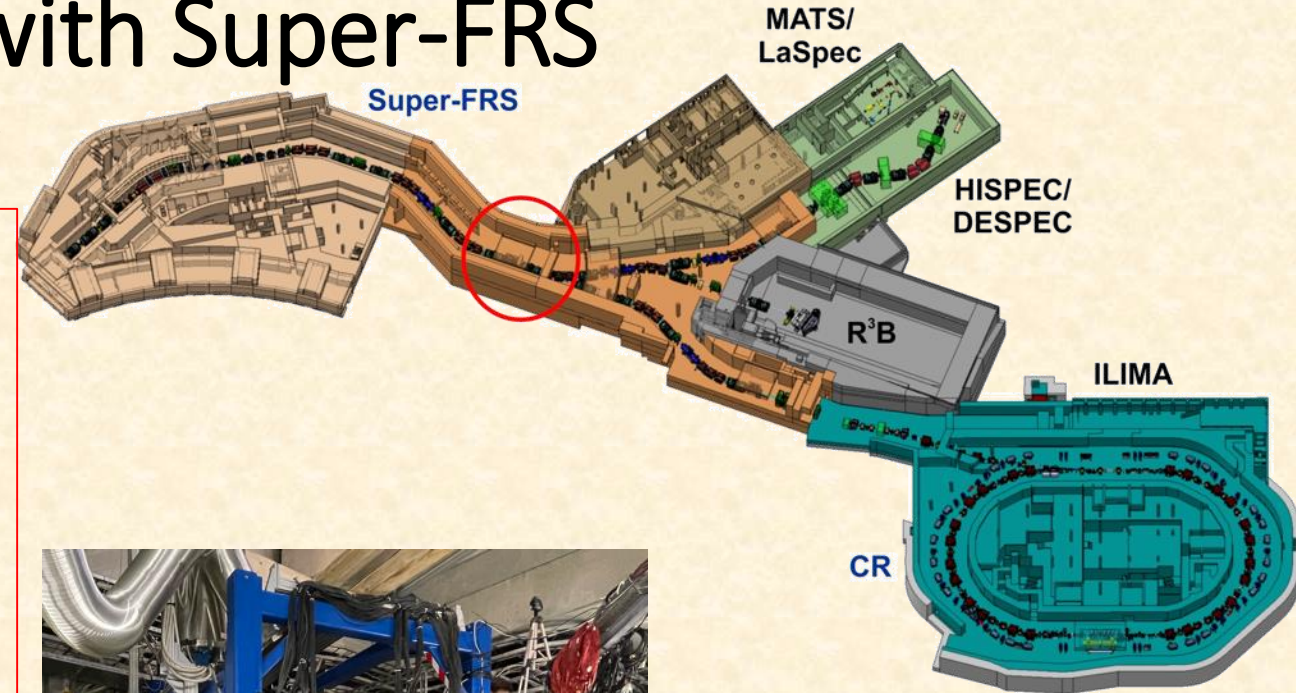 with Super-FRS
MATS/
LaSpec
Super-FRS
HISPEC/
DESPEC
R³B
ILIMA
CR